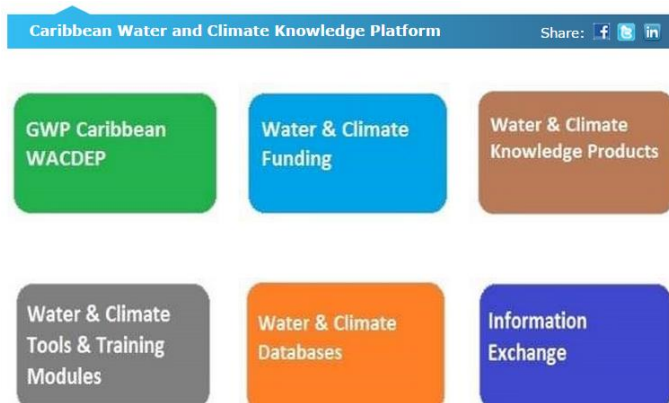 Caribbean Water and Climate Knowledge Platform
Share:
GWP Caribbean
WACDEP
Water & Climate
Funding
Water & Climate
Knowledge Products
Water & Climate
Tools & Training
Modules
Water & Climate
Databases
Information
Exchange